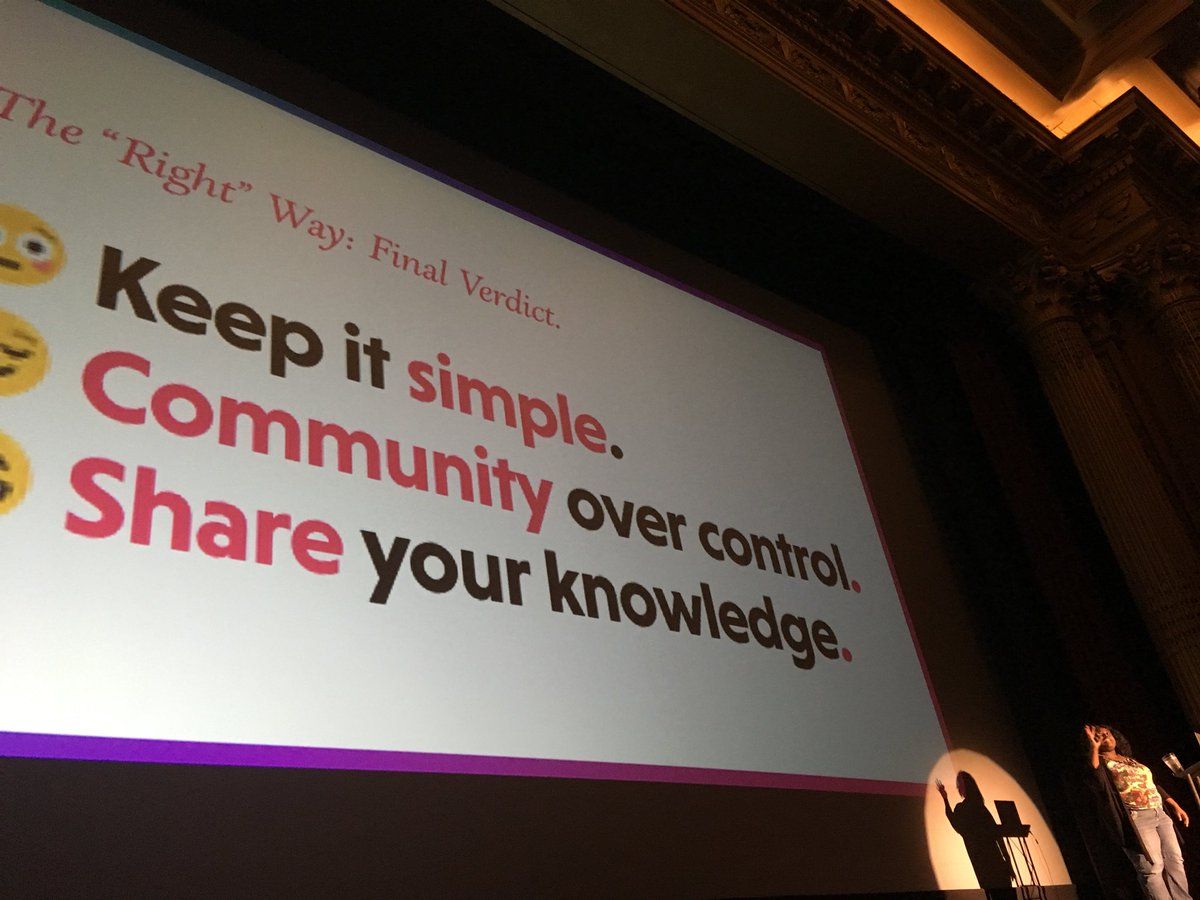 The “Right” Way: Final Verdict.
Keep it simple.
Community over control.
Share your knowledge.